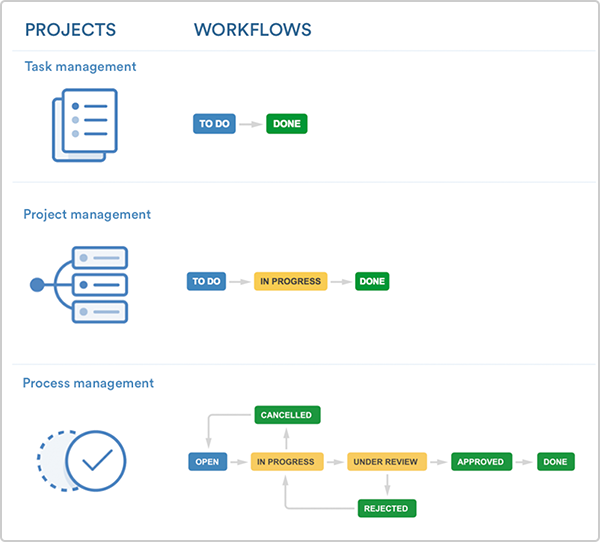 PROJECTS WORKFLOWS
Task management
TO DO DONE
Project management
TO DO IN PROGRESS DONE
Process management
CANCELLED
OPEN IN PROGRESS UNDER REVIEW APPROVED DONE
REJECTED